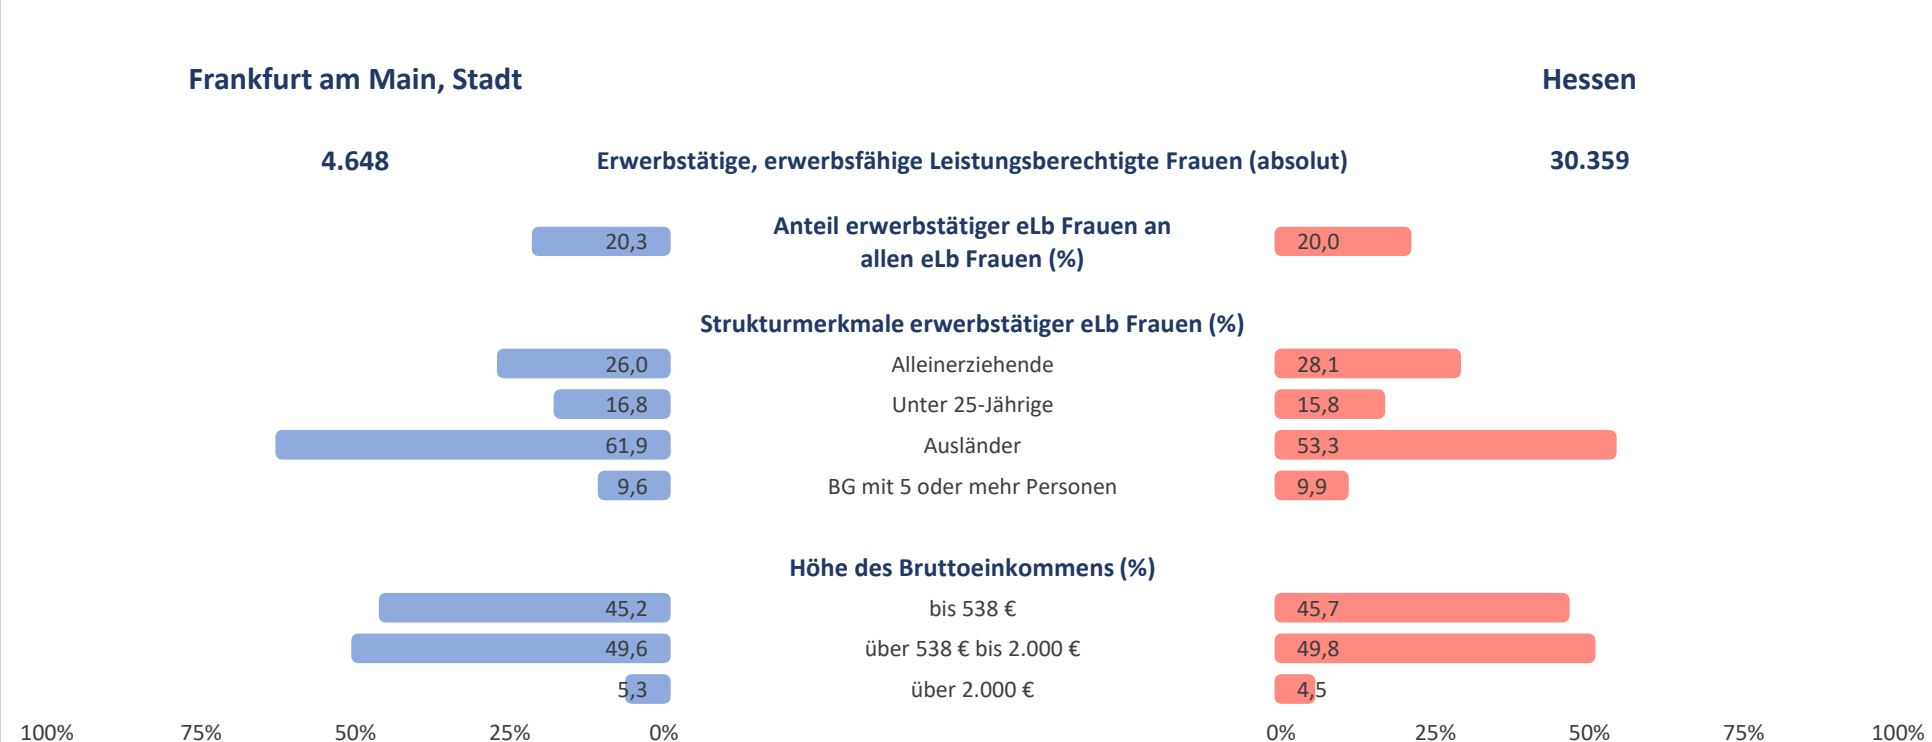 Frankfurt am Main, Stadt
Hessen
4.648 Erwerbstätige, erwerbsfähige Leistungsberechtigte Frauen (absolut) 30.359
Anteil erwerbstätiger eLb Frauen an
allen eLb Frauen (%)
20,3
20,0
Strukturmerkmale erwerbstätiger eLb Frauen (%)
26,0 Alleinerziehende 28,1
16,8 Unter 25-Jährige 15,8
61,9 Ausländer 53,3
9,6 BG mit 5 oder mehr Personen 9,9
Höhe des Bruttoeinkommens (%)
45,2 bis 538 € 45,7
49,6 über 538 € bis 2.000 € 49,8
5,3 über 2.000 € 4,5
100% 75% 50% 25% 0% 0% 25% 50% 75% 100%